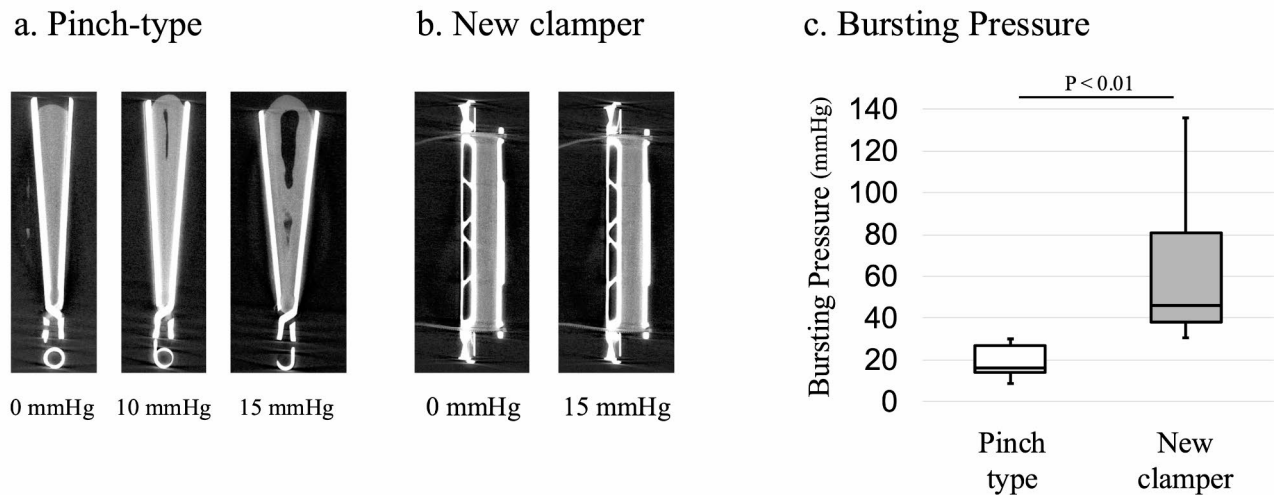 a. Pinch-type
b. New clamper
c. Bursting Pressure
0 mmHg
10 mmHg
15 mmHg
0 mmHg
15 mmHg
P < 0.01
Bursting Pressure (mmHg)
140
120
100
80
60
40
20
0
Pinch
type
New
clamper